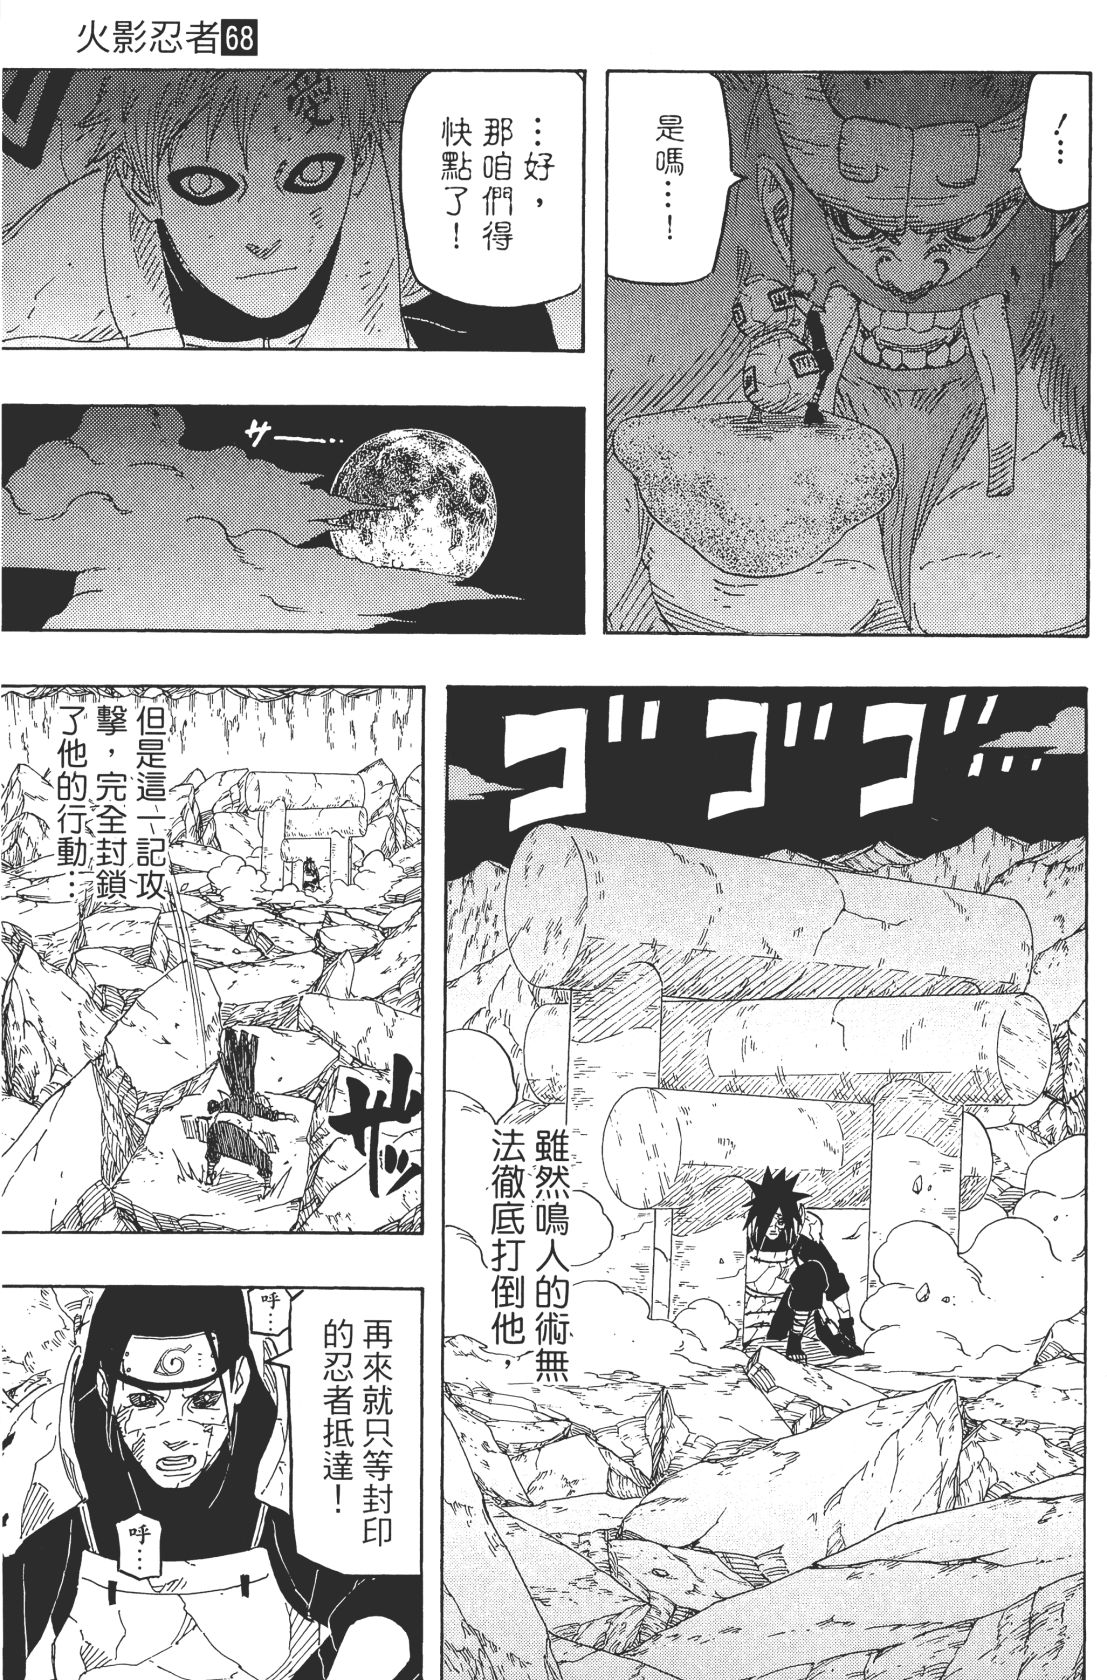 火影忍者68
！…
是嗎…！
…好，
那咱們得
快點了！
サ——…
ゴゴゴ…
雖然鳴人的術無
法徹底打倒他，
但是這一記攻
擊，完全封鎖
了他的行動…
ザッ
再來就只等封印
的忍者抵達！
呼…
呼…
愛